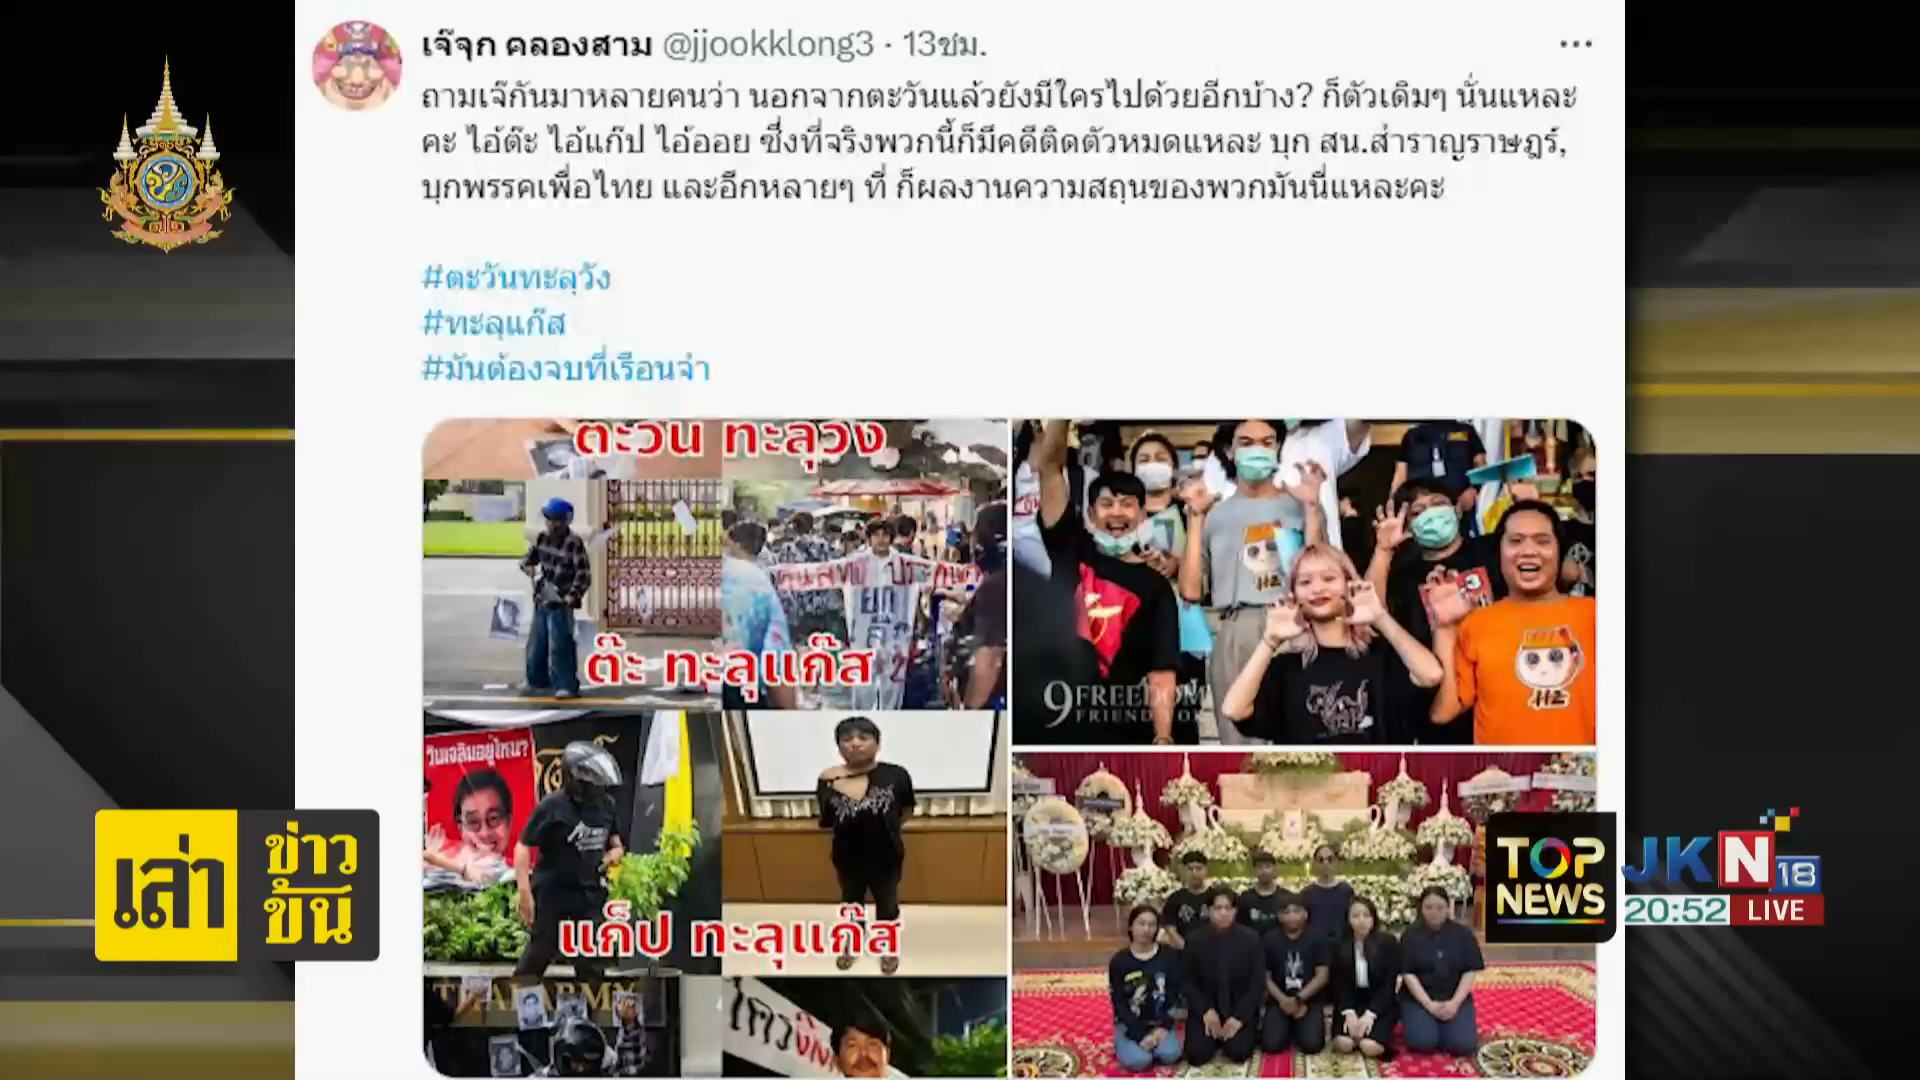 เจ๊จุก คลองสาม @jjookklong3 · 13ชม.
ถามเจ๊กันมาหลายคนว่า นอกจากตะวันแล้วยังมีใครไปด้วยอีกบ้าง? ก็ตัวเดิมๆ นั่นแหละ
คะ ไอ้ต๊ะ ไอ้แก๊ป ไอ้ออย ซึ่งที่จริงพวกนี้ก็มีคดีติดตัวหมดแหละ บุก สน.สำราญราษฎร์,
บุกพรรคเพื่อไทย และอีกหลายๆ ที่ ก็ผลงานความสถุนของพวกมันนี่แหละคะ
#ตะวันทะลุวัง
#ทะลุแก๊ส
#มันต้องจบที่เรือนจำ
ตะวัน ทะลุวัง
ต๊ะ ทะลุแก๊ส
วันเฉลิมอยู่ไหน?
แก็ป ทะลุแก๊ส
9 FREEDOM
เล่า
ข่าว
ข้น
TOP
NEWS
JKN 18
20:52 LIVE